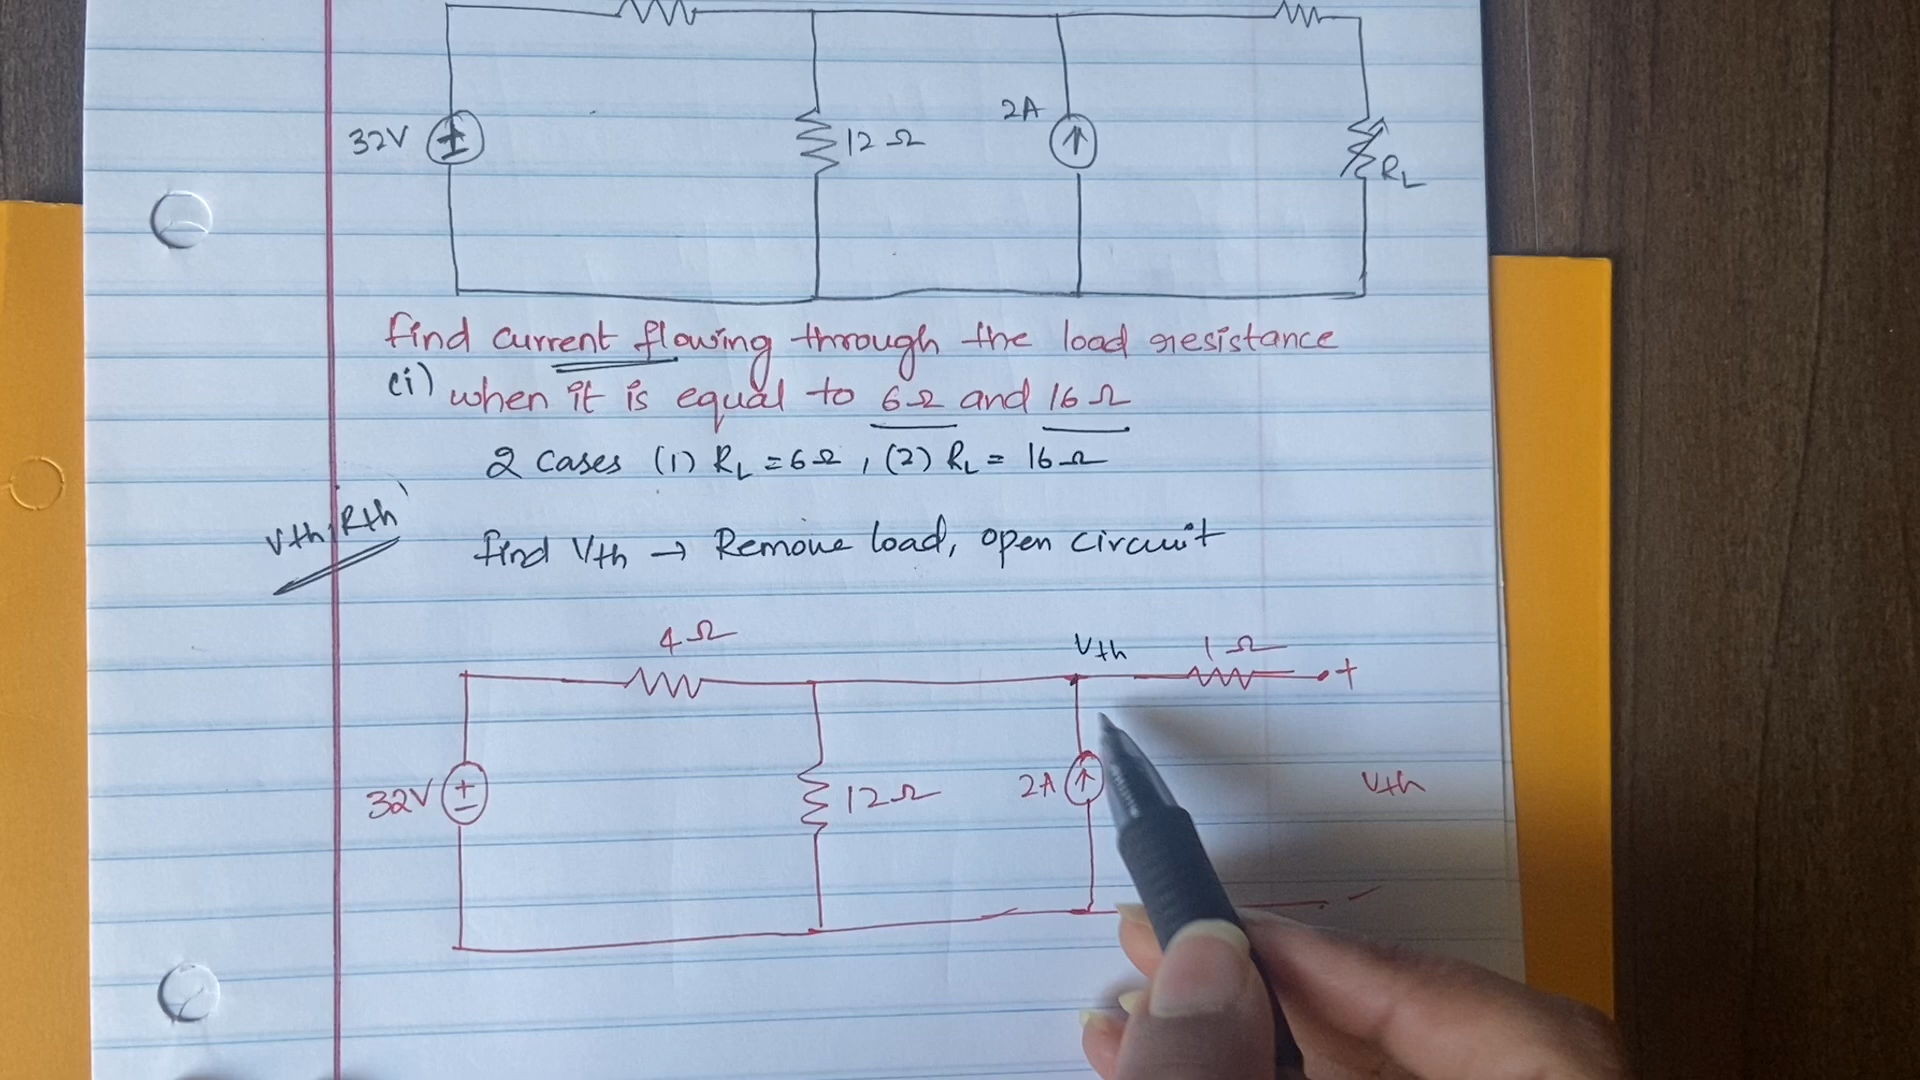 2A
32V
12Ω
RL
find current flowing through the load resistance
(i) when it is equal to 6Ω and 16Ω
2 cases (1) RL = 6Ω, (2) RL = 16Ω
Vth, Rth
find Vth → Remove load, open circuit
4Ω
Vth
1Ω
+
32V
+
-
12Ω
2A
Vth
-